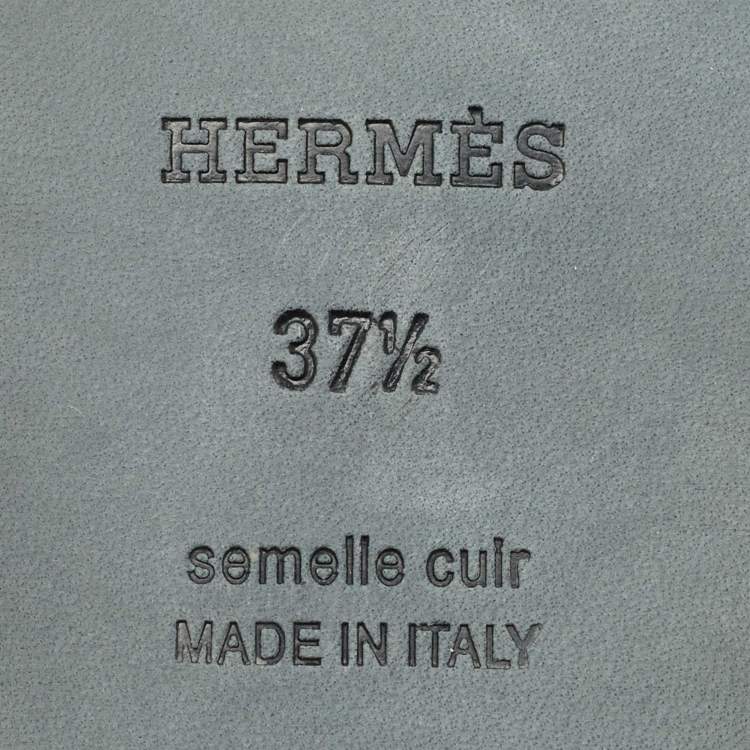 HERMÈS
37½
semelle cuir
MADE IN ITALY